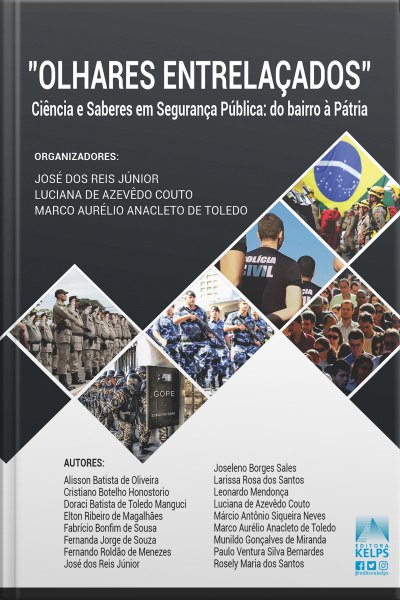 "OLHARES ENTRELAÇADOS"
Ciência e Saberes em Segurança Pública: do bairro à Pátria
ORGANIZADORES:
JOSÉ DOS REIS JÚNIOR
LUCIANA DE AZEVÊDO COUTO
MARCO AURÉLIO ANACLETO DE TOLEDO
POLÍCIA
CIVIL
GOPE
AUTORES:
Alisson Batista de Oliveira
Cristiano Botelho Honostorio
Doraci Batista de Toledo Manguci
Elton Ribeiro de Magalhães
Fabrício Bonfim de Sousa
Fernanda Jorge de Souza
Fernando Roldão de Menezes
José dos Reis Júnior
Joseleno Borges Sales
Larissa Rosa dos Santos
Leonardo Mendonça
Luciana de Azevêdo Couto
Márcio Antônio Siqueira Neves
Marco Aurélio Anacleto de Toledo
Munildo Gonçalves de Miranda
Paulo Ventura Silva Bernardes
Rosely Maria dos Santos
EDITORA
KELPS
@editorakelps